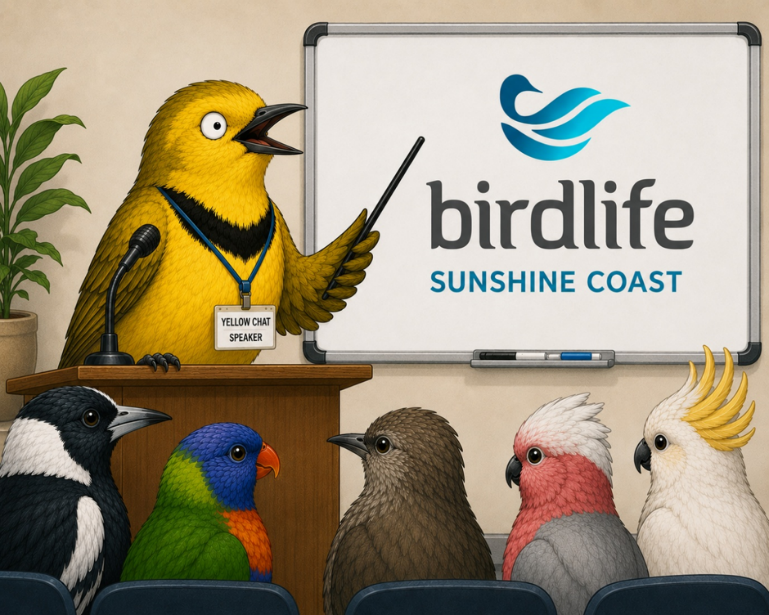 birdlife
SUNSHINE COAST
YELLOW CHAT
SPEAKER